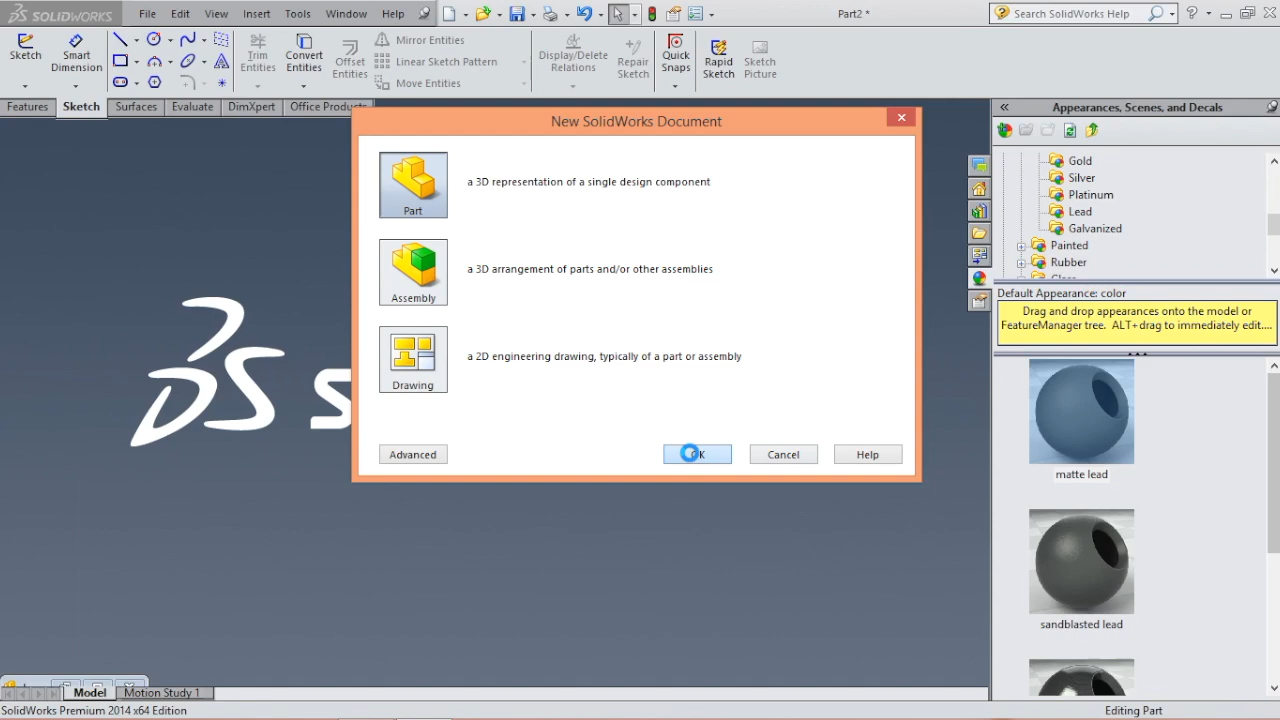 SOLIDWORKS File Edit View Insert Tools Window Help Part2 * Search SolidWorks Help
Sketch Smart Dimension Trim Entities Convert Entities Offset Entities Mirror Entities Linear Sketch Pattern Move Entities Display/Delete Relations Repair Sketch Quick Snaps Rapid Sketch Sketch Picture
Features Sketch Surfaces Evaluate DimXpert Office Produc
New SolidWorks Document
Part a 3D representation of a single design component
Assembly a 3D arrangement of parts and/or other assemblies
Drawing a 2D engineering drawing, typically of a part or assembly
Advanced OK Cancel Help
DS S
Appearances, Scenes, and Decals
Gold
Silver
Platinum
Lead
Galvanized
Painted
Rubber
Default Appearance: color
Drag and drop appearances onto the model or
FeatureManager tree. ALT+drag to immediately edit....
matte lead
sandblasted lead
Model Motion Study 1
SolidWorks Premium 2014 x64 Edition Editing Part